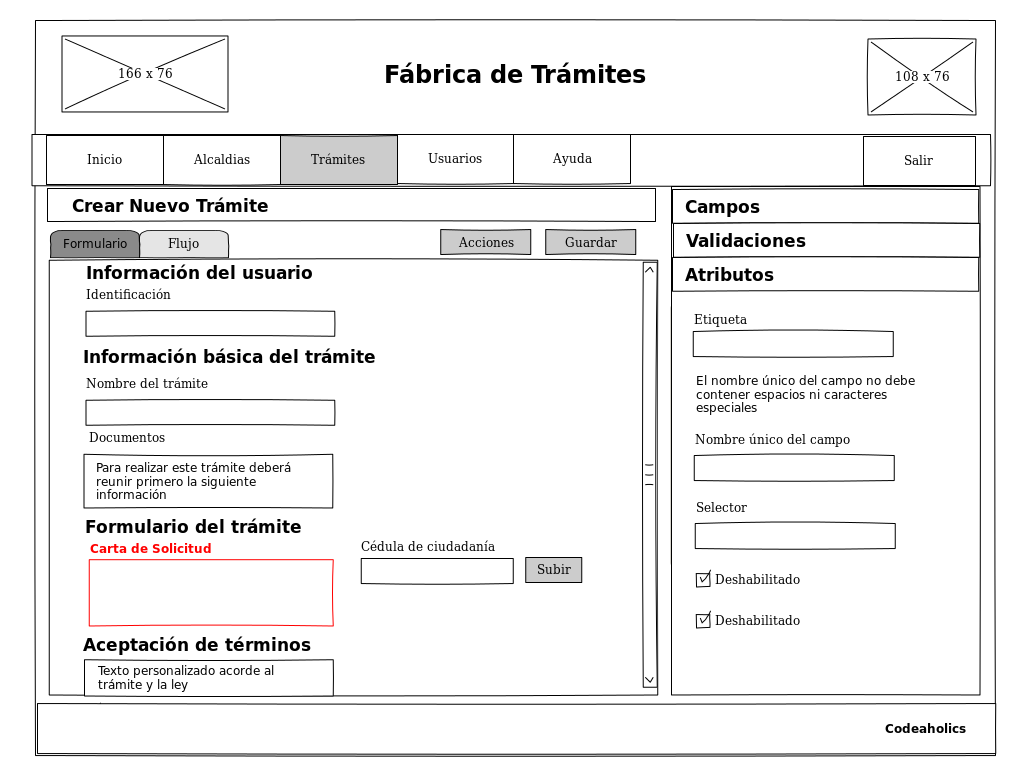 166 x 76
Fábrica de Trámites
108 x 76
Inicio
Alcaldias
Trámites
Usuarios
Ayuda
Salir
Crear Nuevo Trámite
Formulario
Flujo
Acciones
Guardar
Información del usuario
Identificación
Información básica del trámite
Nombre del trámite
Documentos
Para realizar este trámite deberá
reunir primero la siguiente
información
Formulario del trámite
Carta de Solicitud
Cédula de ciudadanía
Subir
Aceptación de términos
Texto personalizado acorde al
trámite y la ley
Campos
Validaciones
Atributos
Etiqueta
El nombre único del campo no debe
contener espacios ni caracteres
especiales
Nombre único del campo
Selector
Deshabilitado
Deshabilitado
Codeaholics